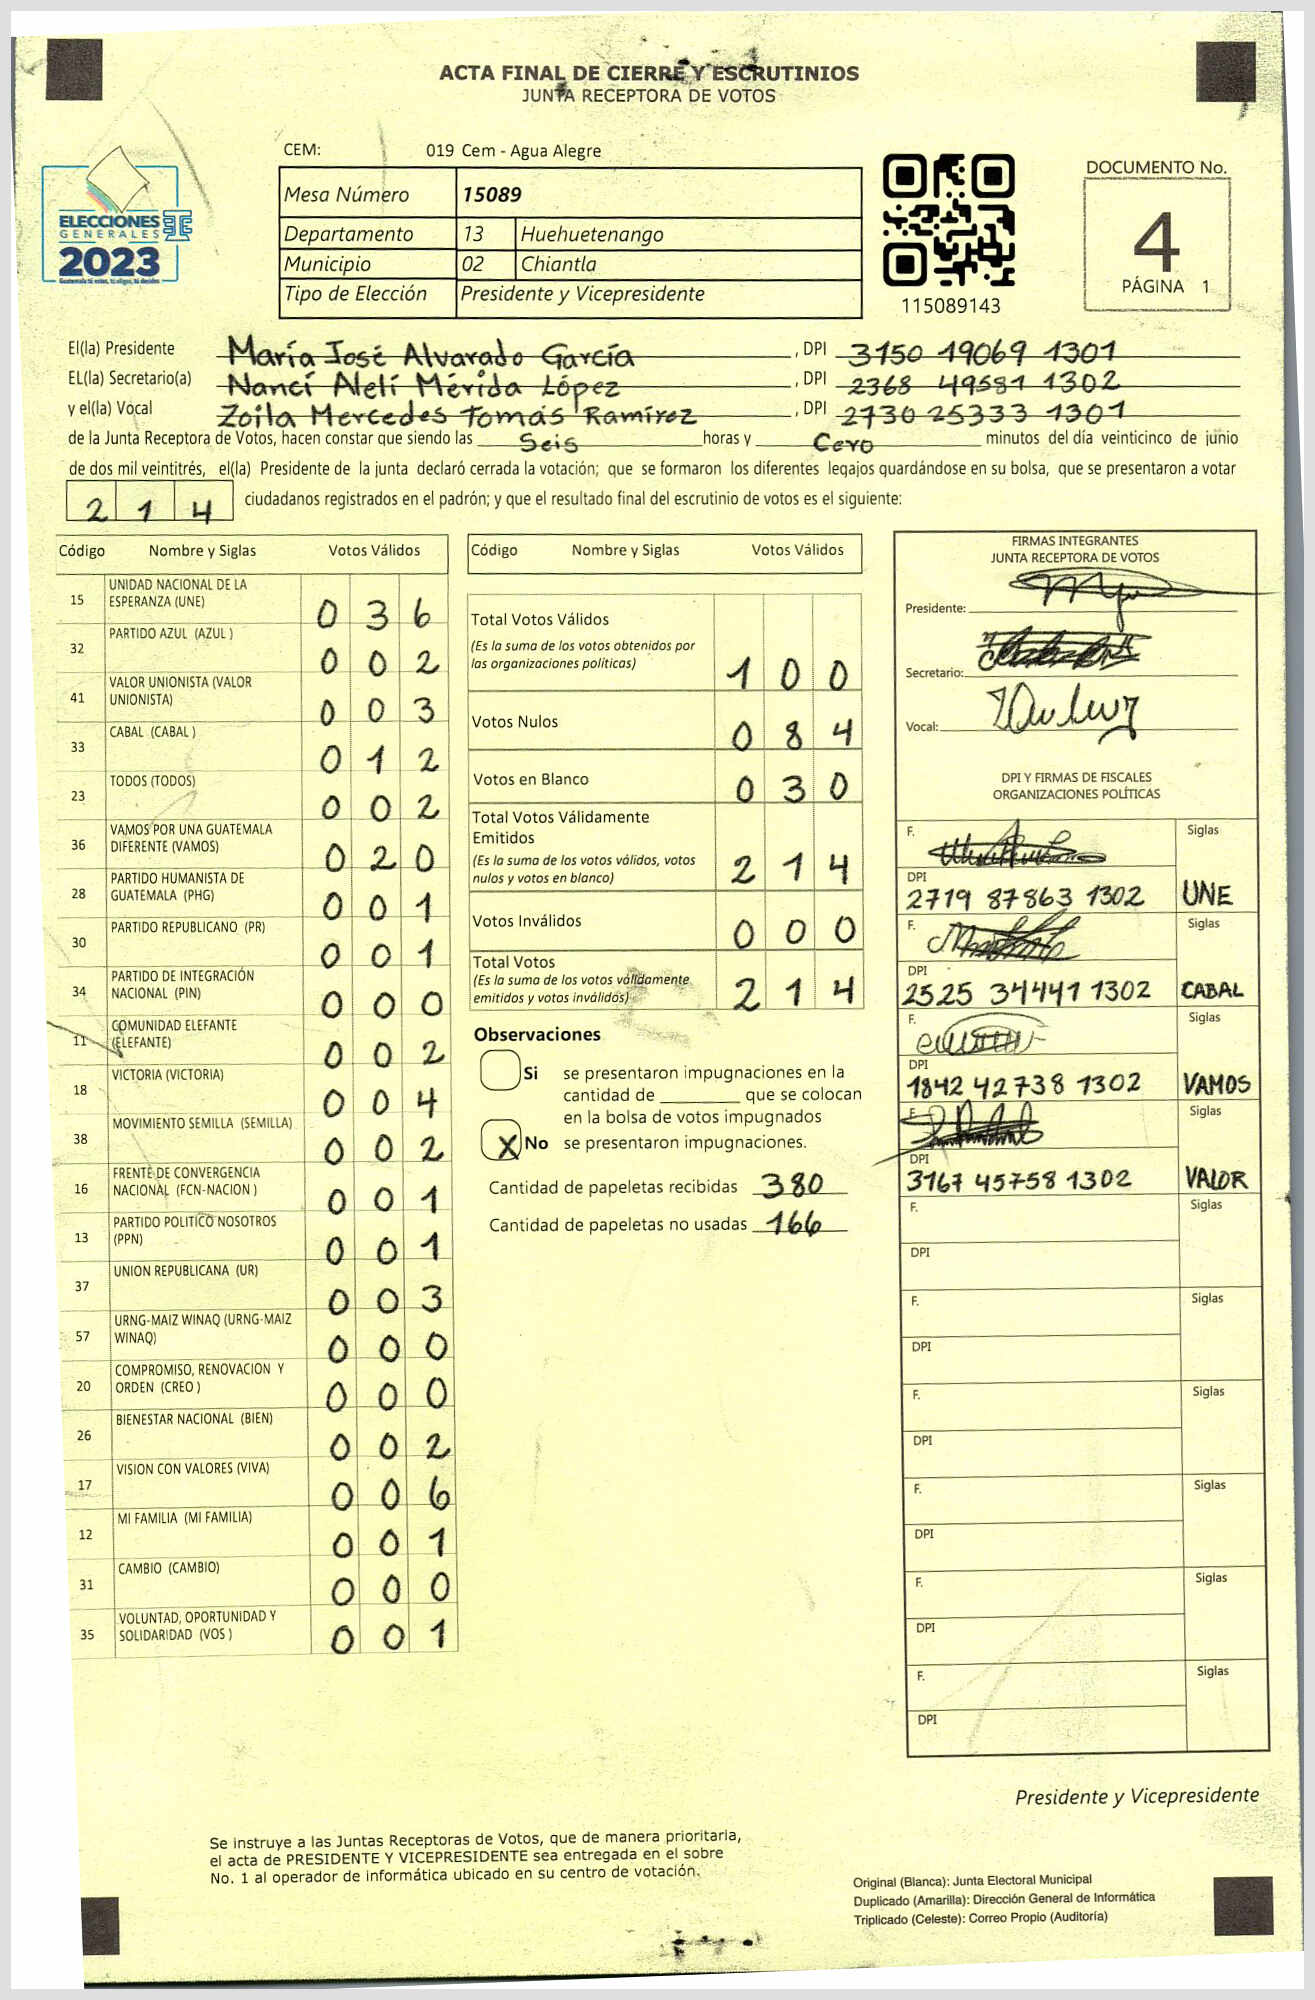 ACTA FINAL DE CIERRE Y ESCRUTINIOS
JUNTA RECEPTORA DE VOTOS
ELECCIONES
GENERALES
2023
Guatemala tú votas, tú eliges, tú decides
CEM: 019 Cem - Agua Alegre
Mesa Número 15089
Departamento 13 Huehuetenango
Municipio 02 Chiantla
Tipo de Elección Presidente y Vicepresidente
115089143
DOCUMENTO No.
4
PÁGINA 1
El(la) Presidente María José Alvarado García , DPI 3150 19069 1301
EL(la) Secretario(a) Nancí Alelí Mérida López , DPI 2368 49581 1302
y el(la) Vocal Zoila Mercedes Tomás Ramírez , DPI 2730 25333 1301
de la Junta Receptora de Votos, hacen constar que siendo las Seis horas y Cero minutos del día veinticinco de junio
de dos mil veintitrés, el(la) Presidente de la junta declaró cerrada la votación; que se formaron los diferentes legajos quardándose en su bolsa, que se presentaron a votar
2 1 4 ciudadanos registrados en el padrón; y que el resultado final del escrutinio de votos es el siguiente:
Código Nombre y Siglas Votos Válidos
15 UNIDAD NACIONAL DE LA
ESPERANZA (UNE) 0 3 6
32 PARTIDO AZUL (AZUL ) 0 0 2
41 VALOR UNIONISTA (VALOR
UNIONISTA) 0 0 3
33 CABAL (CABAL ) 0 1 2
23 TODOS (TODOS) 0 0 2
36 VAMOS POR UNA GUATEMALA
DIFERENTE (VAMOS) 0 2 0
28 PARTIDO HUMANISTA DE
GUATEMALA (PHG) 0 0 1
30 PARTIDO REPUBLICANO (PR) 0 0 1
34 PARTIDO DE INTEGRACIÓN
NACIONAL (PIN) 0 0 0
11 COMUNIDAD ELEFANTE
(ELEFANTE) 0 0 2
18 VICTORIA (VICTORIA) 0 0 4
38 MOVIMIENTO SEMILLA (SEMILLA) 0 0 2
16 FRENTE DE CONVERGENCIA
NACIONAL (FCN-NACION ) 0 0 1
13 PARTIDO POLITICO NOSOTROS
(PPN) 0 0 1
37 UNION REPUBLICANA (UR) 0 0 3
57 URNG-MAIZ WINAQ (URNG-MAIZ
WINAQ) 0 0 0
20 COMPROMISO, RENOVACION Y
ORDEN (CREO ) 0 0 0
26 BIENESTAR NACIONAL (BIEN) 0 0 2
17 VISION CON VALORES (VIVA) 0 0 6
12 MI FAMILIA (MI FAMILIA) 0 0 1
31 CAMBIO (CAMBIO) 0 0 0
35 VOLUNTAD, OPORTUNIDAD Y
SOLIDARIDAD (VOS ) 0 0 1
Código Nombre y Siglas Votos Válidos
Total Votos Válidos
(Es la suma de los votos obtenidos por
las organizaciones políticas) 1 0 0
Votos Nulos 0 8 4
Votos en Blanco 0 3 0
Total Votos Válidamente
Emitidos
(Es la suma de los votos válidos, votos
nulos y votos en blanco) 2 1 4
Votos Inválidos 0 0 0
Total Votos
(Es la suma de los votos válidamente
emitidos y votos inválidos) 2 1 4
Observaciones
Si se presentaron impugnaciones en la
cantidad de ________ que se colocan
en la bolsa de votos impugnados
X No se presentaron impugnaciones.
Cantidad de papeletas recibidas 380
Cantidad de papeletas no usadas 166
FIRMAS INTEGRANTES
JUNTA RECEPTORA DE VOTOS
Presidente:
Secretario:
Vocal:
DPI Y FIRMAS DE FISCALES
ORGANIZACIONES POLÍTICAS
F. Siglas
DPI
2719 87863 1302 UNE
F. Siglas
DPI
2525 34441 1302 CABAL
F. Siglas
DPI
1842 42738 1302 VAMOS
F. Siglas
DPI
3167 45758 1302 VALOR
F. Siglas
DPI
F. Siglas
DPI
F. Siglas
DPI
F. Siglas
DPI
F. Siglas
DPI
F. Siglas
DPI
Presidente y Vicepresidente
Se instruye a las Juntas Receptoras de Votos, que de manera prioritaria,
el acta de PRESIDENTE Y VICEPRESIDENTE sea entregada en el sobre
No. 1 al operador de informática ubicado en su centro de votación.
Original (Blanca): Junta Electoral Municipal
Duplicado (Amarilla): Dirección General de Informática
Triplicado (Celeste): Correo Propio (Auditoría)